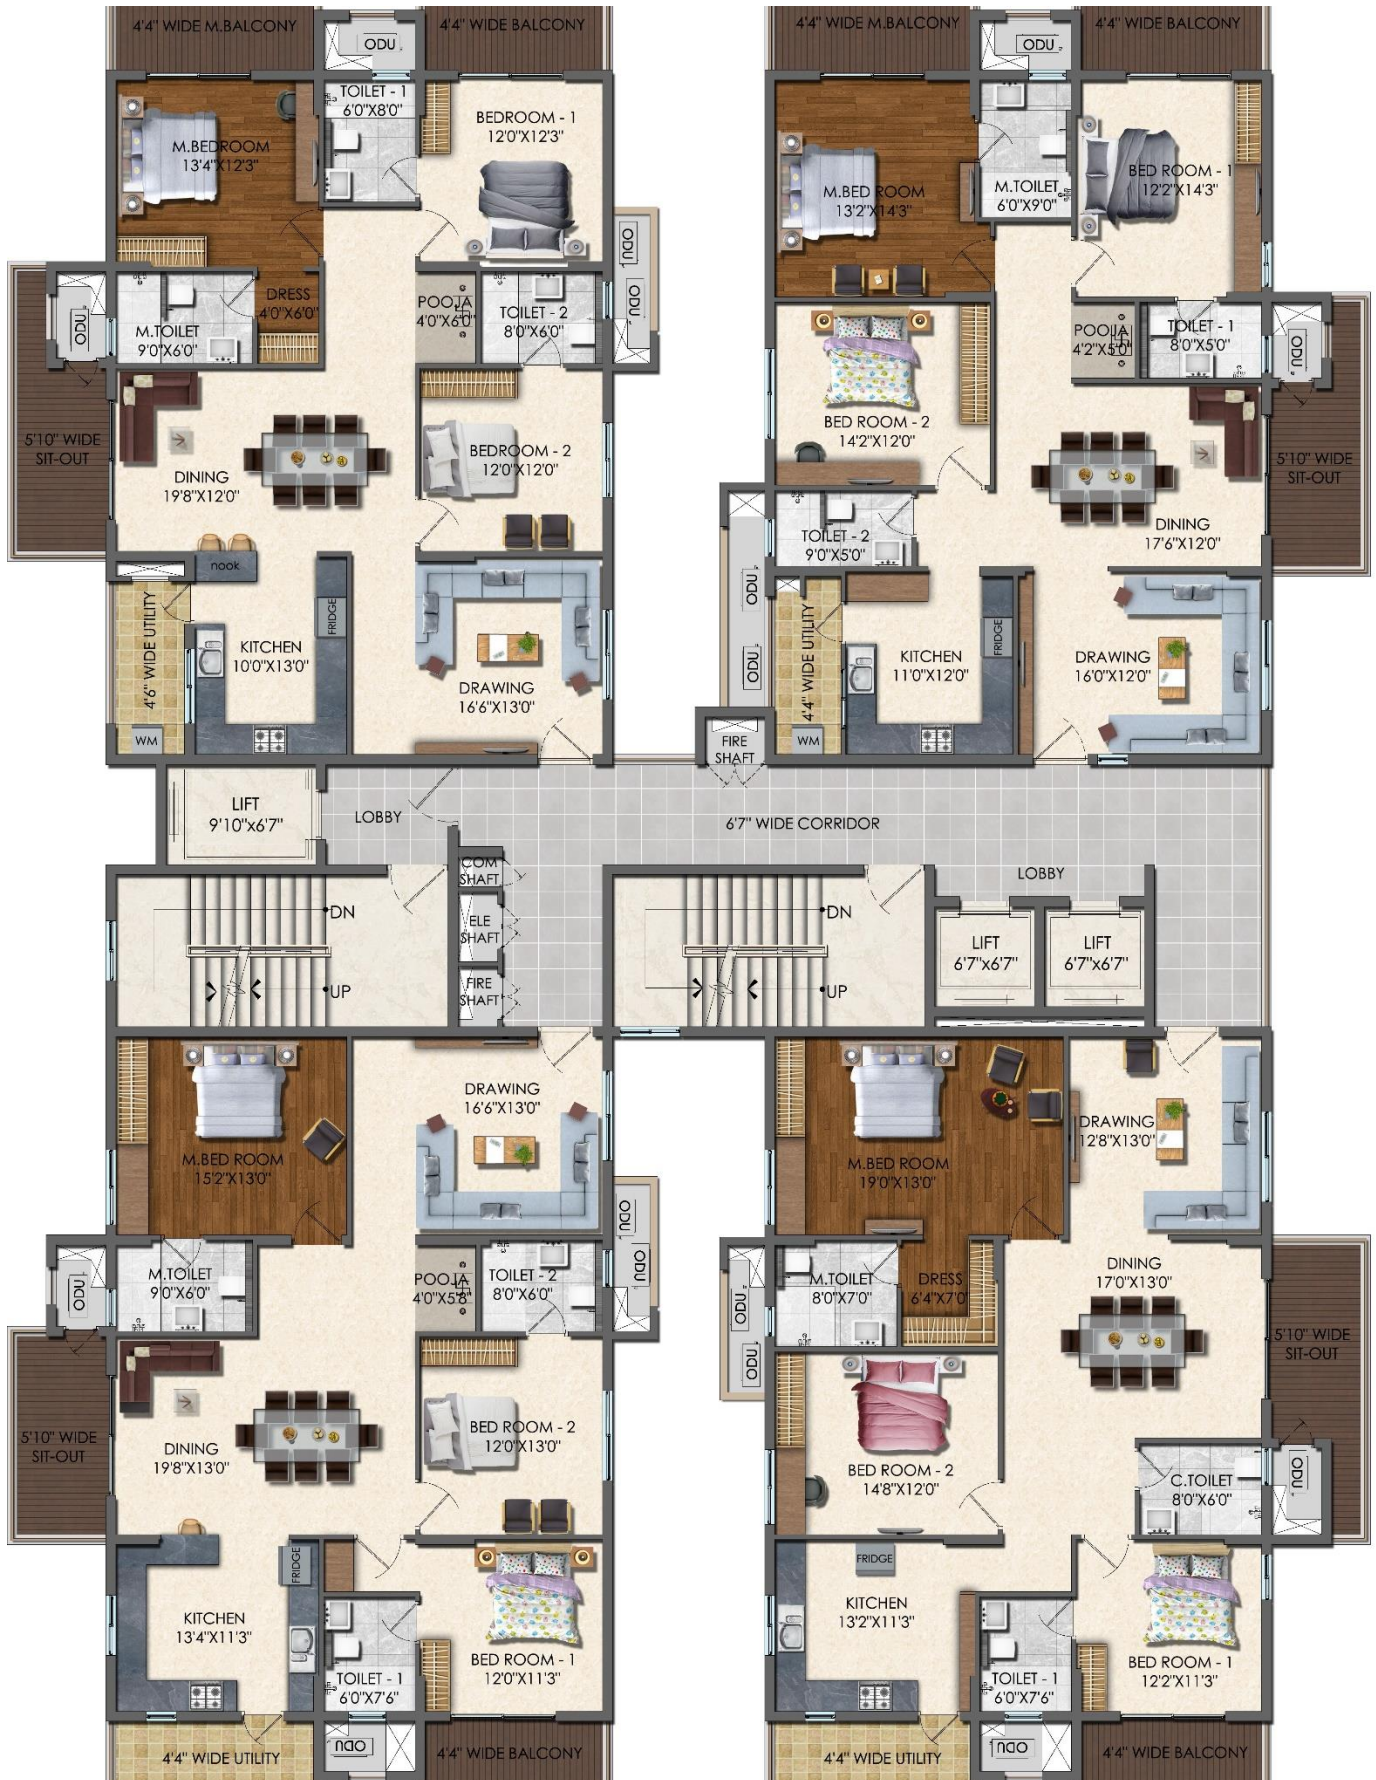 4'4" WIDE M.BALCONY
ODU
4'4" WIDE BALCONY
TOILET - 1
6'0"X8'0"
BEDROOM - 1
12'0"X12'3"
M.BEDROOM
13'4"X12'3"
ODU
ODU
ODU
DRESS
4'0"X6'0"
M.TOILET
9'0"X6'0"
POOJA
4'0"X6'0"
TOILET - 2
8'0"X6'0"
5'10" WIDE
SIT-OUT
DINING
19'8"X12'0"
BEDROOM - 2
12'0"X12'0"
nook
4'6" WIDE UTILITY
FRIDGE
KITCHEN
10'0"X13'0"
DRAWING
16'6"X13'0"
WM
4'4" WIDE M.BALCONY
ODU
4'4" WIDE BALCONY
M.TOILET
6'0"X9'0"
BED ROOM - 1
12'2"X14'3"
M.BED ROOM
13'2"X14'3"
POOJA
4'2"X5'0"
TOILET - 1
8'0"X5'0"
ODU
BED ROOM - 2
14'2"X12'0"
5'10" WIDE
SIT-OUT
DINING
17'6"X12'0"
TOILET - 2
9'0"X5'0"
ODU
ODU
4'4" WIDE UTILITY
FRIDGE
KITCHEN
11'0"X12'0"
DRAWING
16'0"X12'0"
WM
FIRE
SHAFT
LIFT
9'10"x6'7"
LOBBY
6'7" WIDE CORRIDOR
COM
SHAFT
LOBBY
DN
ELE
SHAFT
DN
LIFT
6'7"x6'7"
LIFT
6'7"x6'7"
UP
FIRE
SHAFT
UP
DRAWING
16'6"X13'0"
M.BED ROOM
15'2"X13'0"
ODU
ODU
ODU
M.TOILET
9'0"X6'0"
POOJA
4'0"X5'8"
TOILET - 2
8'0"X6'0"
5'10" WIDE
SIT-OUT
DINING
19'8"X13'0"
BED ROOM - 2
12'0"X13'0"
FRIDGE
KITCHEN
13'4"X11'3"
BED ROOM - 1
12'0"X11'3"
TOILET - 1
6'0"X7'6"
4'4" WIDE UTILITY
ODU
4'4" WIDE BALCONY
DRAWING
12'8"X13'0"
M.BED ROOM
19'0"X13'0"
DINING
17'0"X13'0"
M.TOILET
8'0"X7'0"
DRESS
6'4"X7'0"
ODU
ODU
5'10" WIDE
SIT-OUT
BED ROOM - 2
14'8"X12'0"
C.TOILET
8'0"X6'0"
ODU
FRIDGE
KITCHEN
13'2"X11'3"
BED ROOM - 1
12'2"X11'3"
TOILET - 1
6'0"X7'6"
4'4" WIDE UTILITY
ODU
4'4" WIDE BALCONY